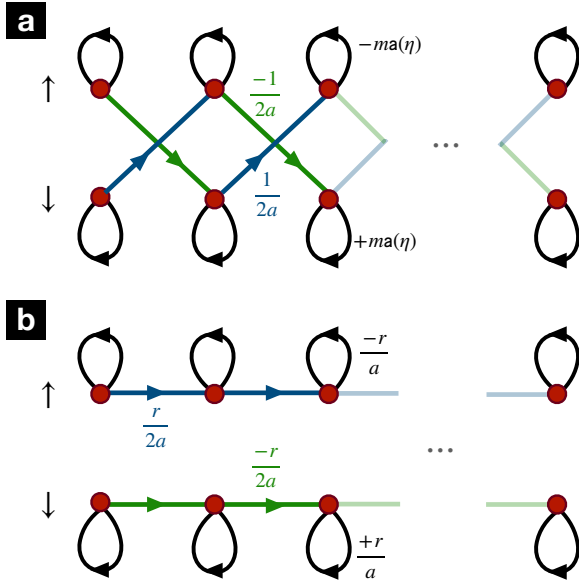 a
↑
−ma(η)
−1
2a
1
2a
...
↓
+ma(η)
b
↑
−r
a
r
2a
−r
2a
...
↓
+r
a